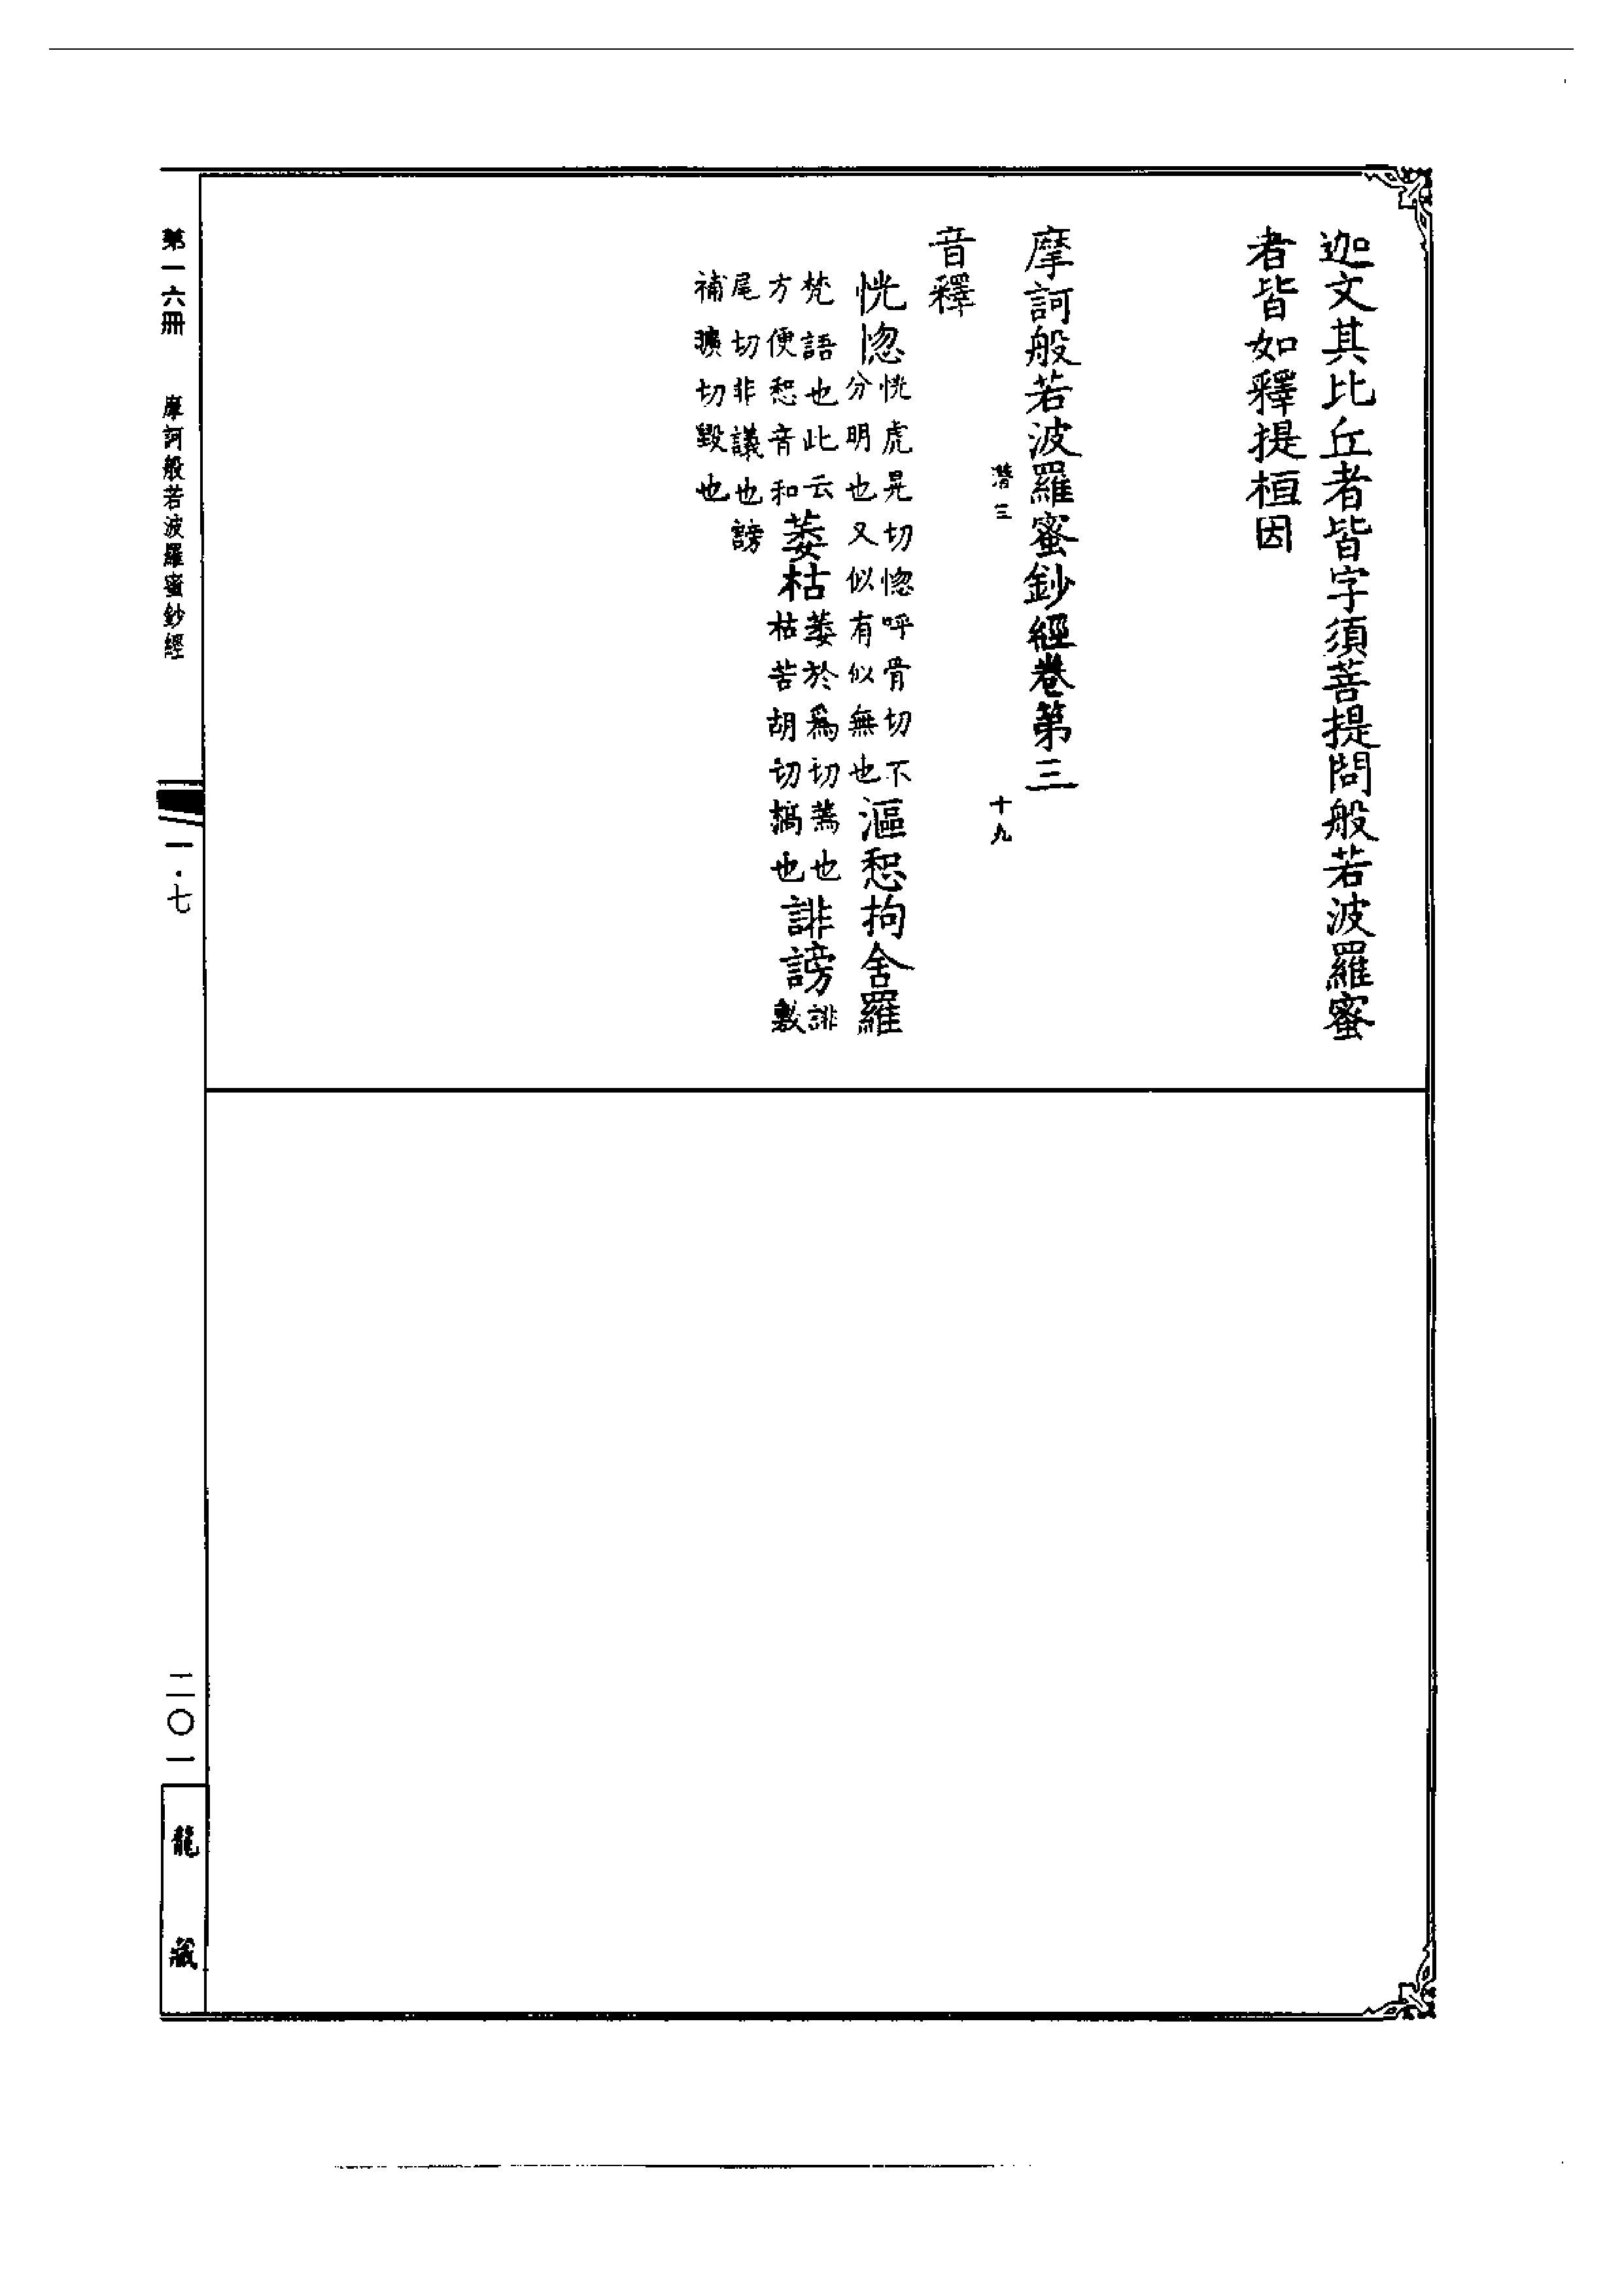 迦文其比丘者皆字須菩提問般若波羅蜜
者皆如釋提桓因
摩訶般若波羅蜜鈔經卷第三
潛三
十九
音釋
恍惚
恍虎晃切惚呼骨切不
分明也又似有似無也
漚惒拘舍羅
梵語也此云
方便惒音和
萎枯
萎於爲切蔫也
枯苦胡切槁也
誹謗
誹
敷
尾切非議也謗
補曠切毀也
第一六冊
摩訶般若波羅蜜鈔經
一·七
二〇一
龍藏